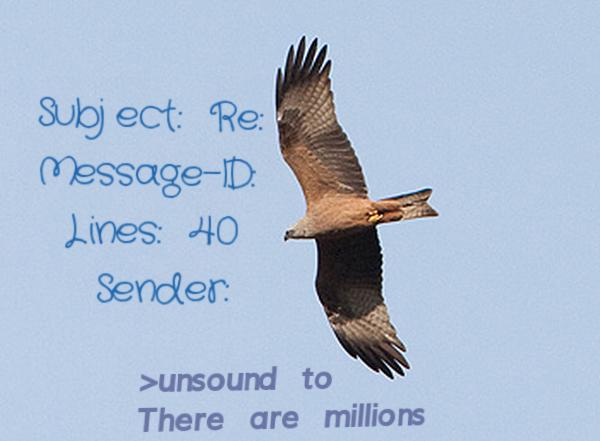 Subject: Re:
Message-ID:
Lines: 40
Sender:
>unsound to
There are millions